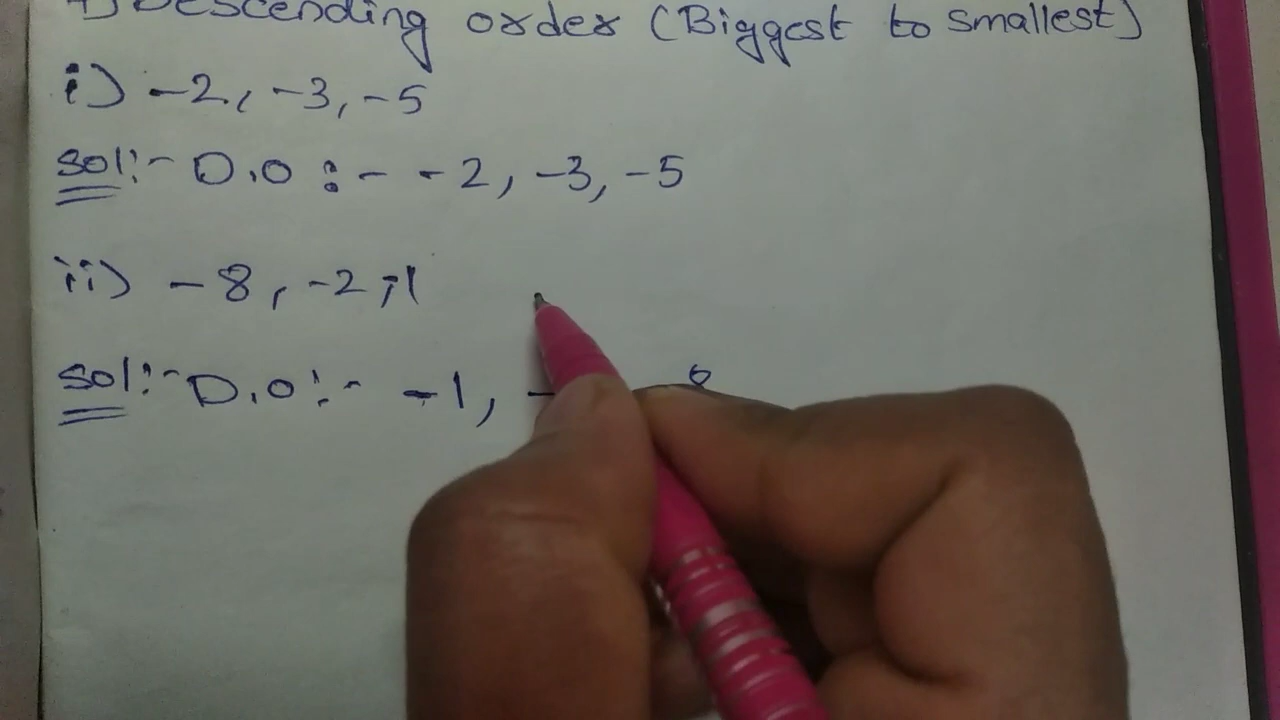 Descending order (Biggest to smallest)
i) -2, -3, -5
Sol:- D.O :- -2, -3, -5
ii) -8, -2, -1
Sol:- D.O :- -1, -